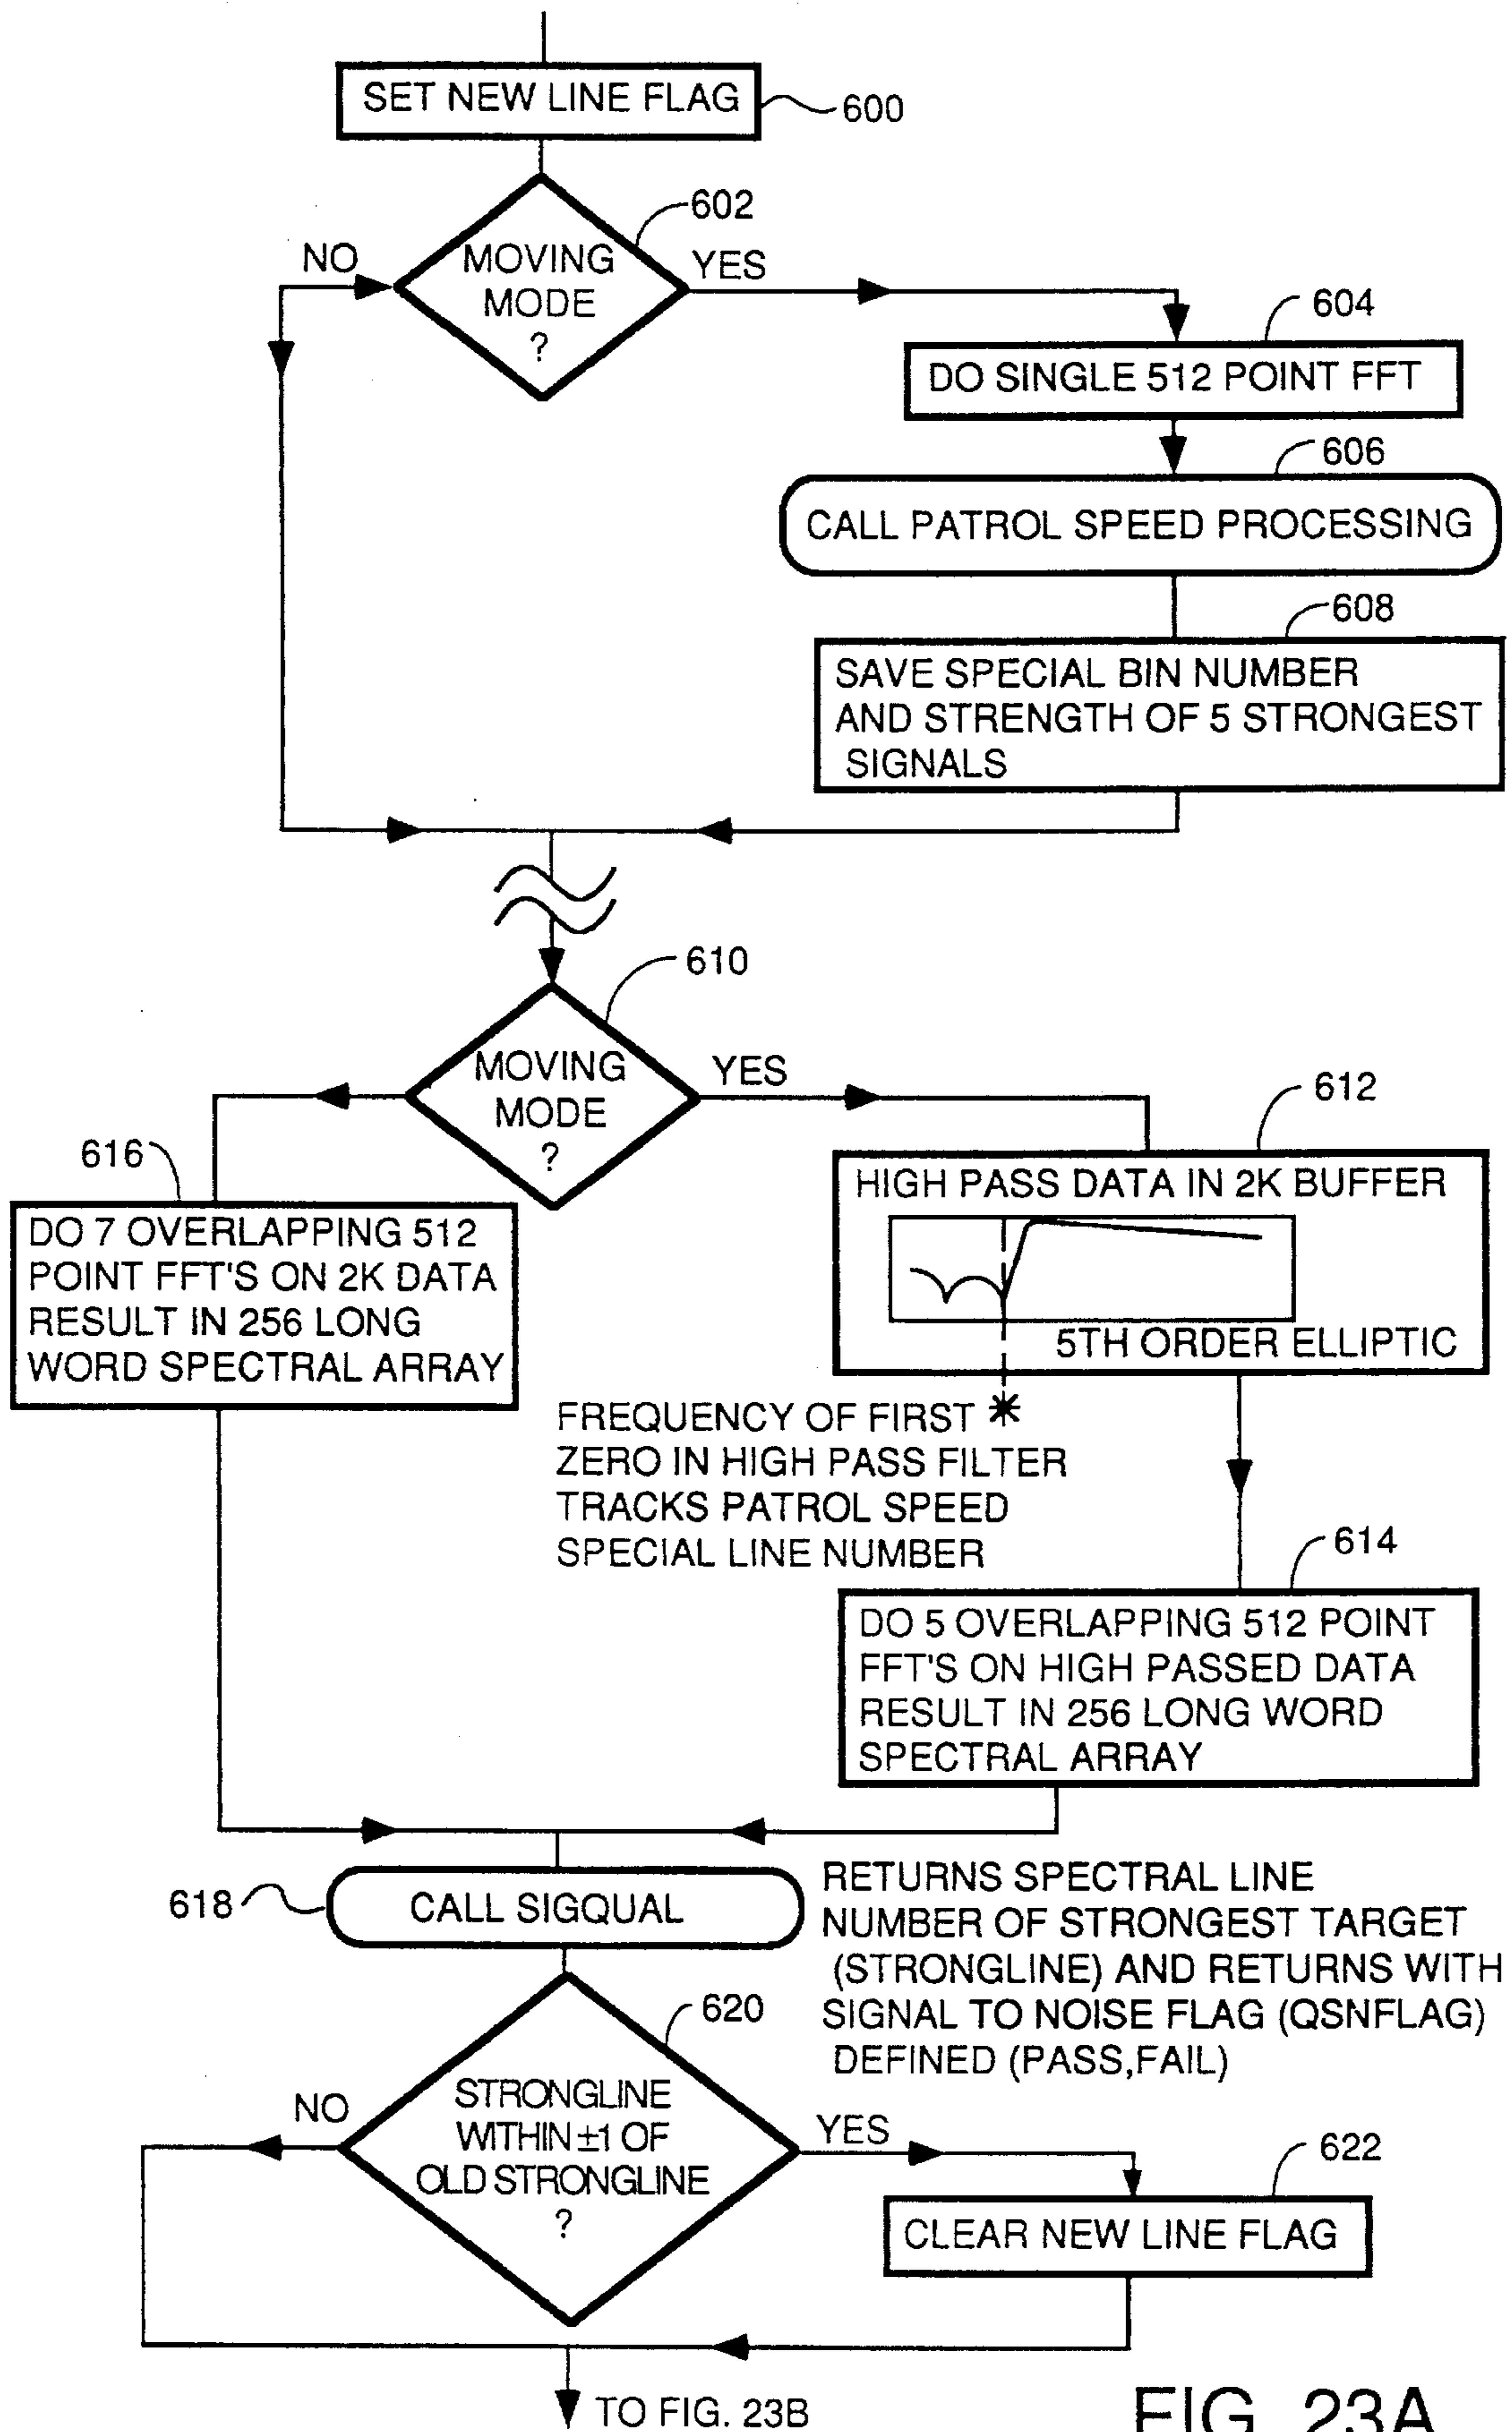 SET NEW LINE FLAG
600
602
NO
MOVING
MODE
?
YES
604
DO SINGLE 512 POINT FFT
606
CALL PATROL SPEED PROCESSING
608
SAVE SPECIAL BIN NUMBER
AND STRENGTH OF 5 STRONGEST
SIGNALS
610
MOVING
MODE
?
YES
612
HIGH PASS DATA IN 2K BUFFER
5TH ORDER ELLIPTIC
616
DO 7 OVERLAPPING 512
POINT FFT'S ON 2K DATA
RESULT IN 256 LONG
WORD SPECTRAL ARRAY
FREQUENCY OF FIRST *
ZERO IN HIGH PASS FILTER
TRACKS PATROL SPEED
SPECIAL LINE NUMBER
614
DO 5 OVERLAPPING 512 POINT
FFT'S ON HIGH PASSED DATA
RESULT IN 256 LONG WORD
SPECTRAL ARRAY
618
CALL SIGQUAL
RETURNS SPECTRAL LINE
NUMBER OF STRONGEST TARGET
(STRONGLINE) AND RETURNS WITH
SIGNAL TO NOISE FLAG (QSNFLAG)
DEFINED (PASS,FAIL)
620
NO
STRONGLINE
WITHIN ±1 OF
OLD STRONGLINE
?
YES
622
CLEAR NEW LINE FLAG
TO FIG. 23B
FIG. 23A